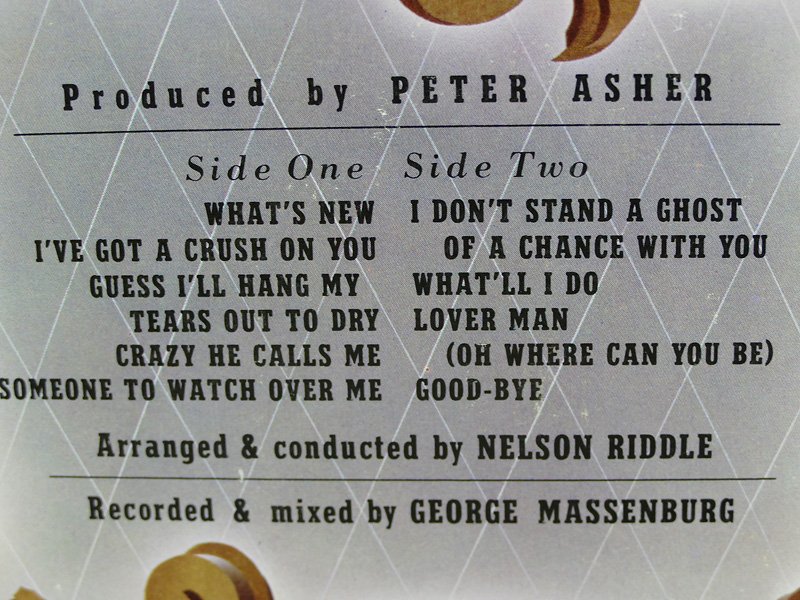 Produced by PETER ASHER
Side One
WHAT'S NEW
I'VE GOT A CRUSH ON YOU
GUESS I'LL HANG MY
TEARS OUT TO DRY
CRAZY HE CALLS ME
SOMEONE TO WATCH OVER ME
Side Two
I DON'T STAND A GHOST
OF A CHANCE WITH YOU
WHAT'LL I DO
LOVER MAN
(OH WHERE CAN YOU BE)
GOOD-BYE
Arranged & conducted by NELSON RIDDLE
Recorded & mixed by GEORGE MASSENBURG